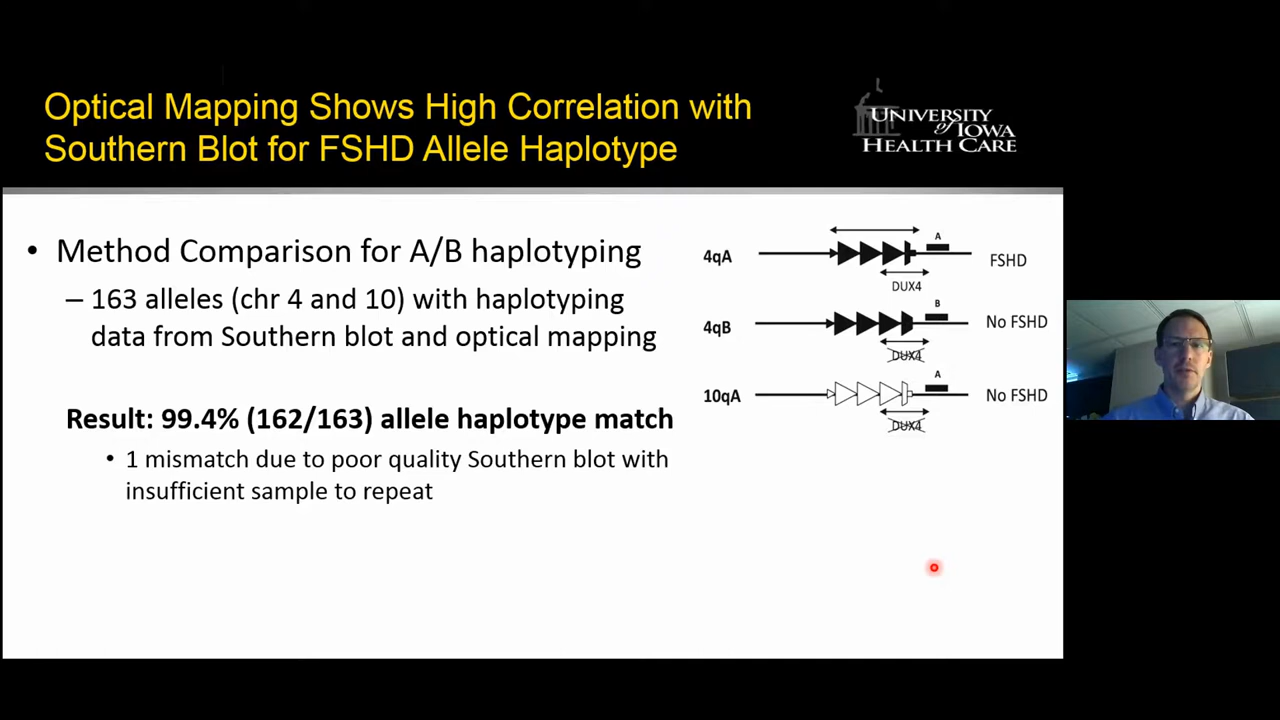 Optical Mapping Shows High Correlation with
Southern Blot for FSHD Allele Haplotype
UNIVERSITY
of IOWA
HEALTH CARE
• Method Comparison for A/B haplotyping
– 163 alleles (chr 4 and 10) with haplotyping
data from Southern blot and optical mapping
Result: 99.4% (162/163) allele haplotype match
• 1 mismatch due to poor quality Southern blot with
insufficient sample to repeat
A
4qA
FSHD
DUX4
B
4qB
No FSHD
DUX4
A
10qA
No FSHD
DUX4